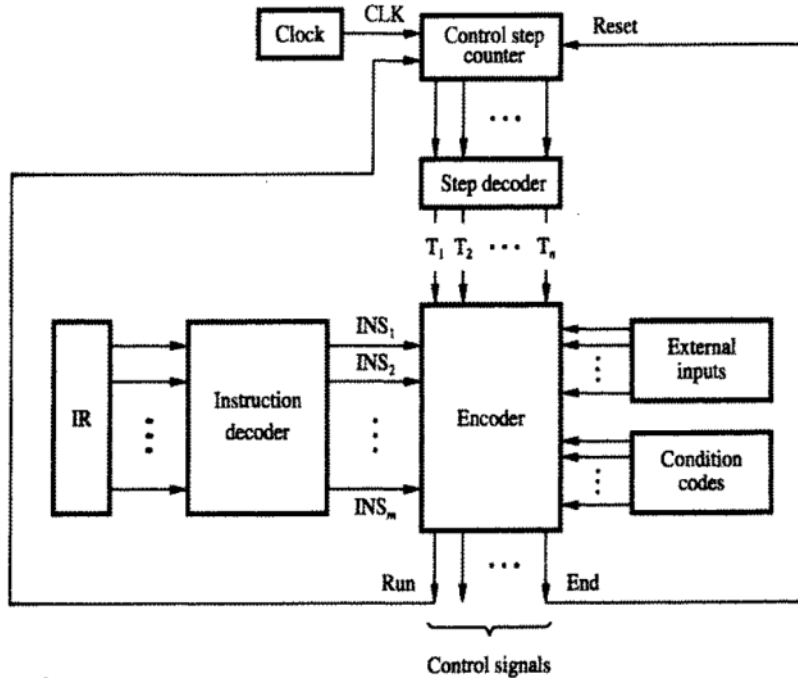 CLK
Clock
Control step
counter
Reset
• • •
Step decoder
T₁ T₂ • • • Tₙ
IR
Instruction
decoder
INS₁
INS₂
INSₘ
Encoder
External
inputs
Condition
codes
Run
• • •
End
Control signals